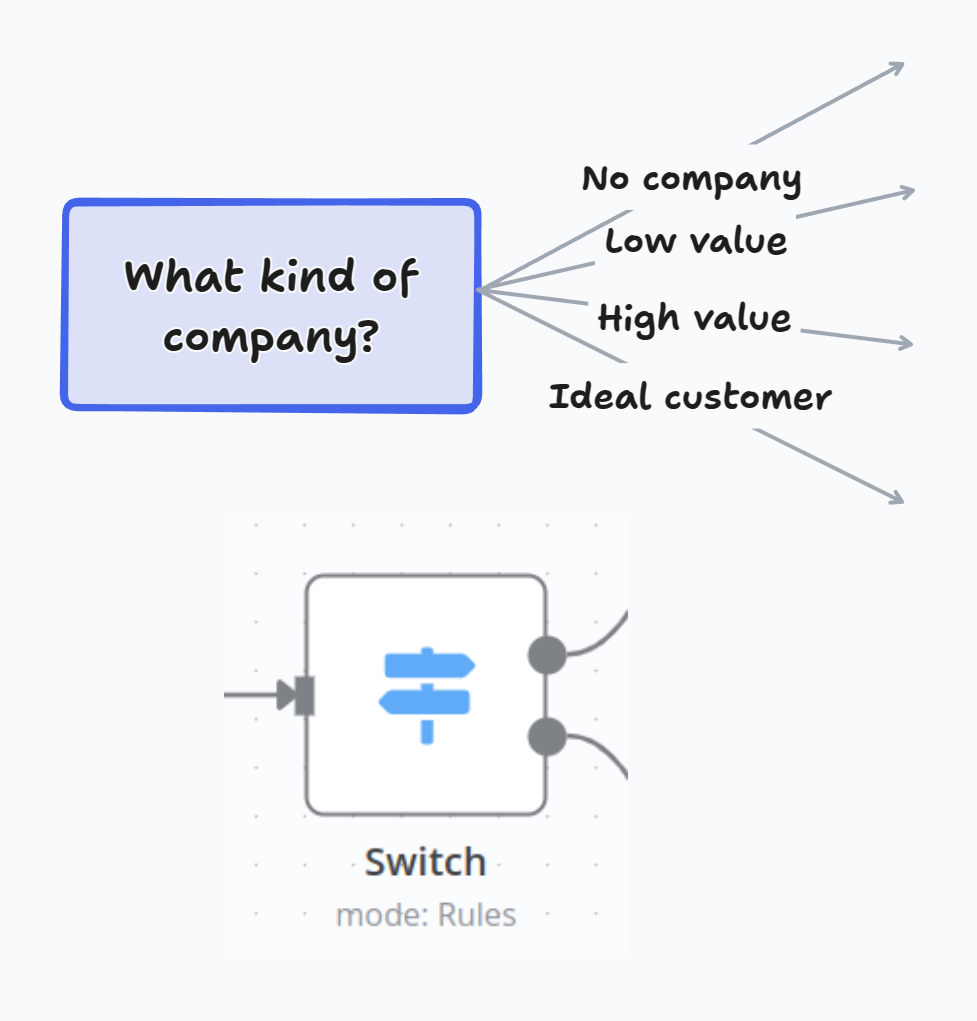 What kind of
company?
No company
Low value
High value
Ideal customer
Switch
mode: Rules